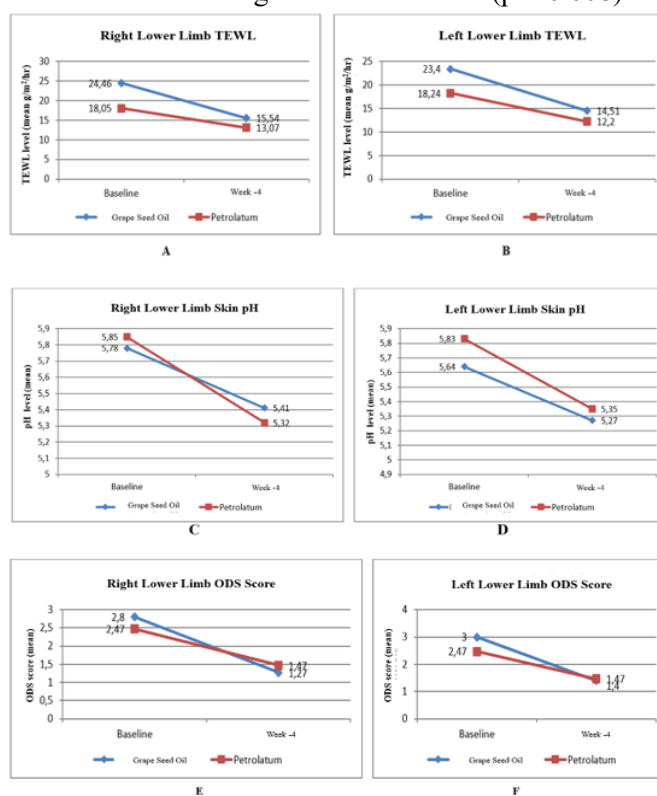 Right Lower Limb TEWL
TEWL level (mean g/m²/hr)
30
25
20
15
10
5
0
24,46
18,05
15,54
13,07
Baseline
Week -4
Grape Seed Oil
Petrolatum
A
Left Lower Limb TEWL
TEWL level (mean g/m²/hr)
25
20
15
10
5
0
23,4
18,24
14,51
12,2
Baseline
Week -4
Grape Seed Oil
Petrolatum
B
Right Lower Limb Skin pH
pH level (mean)
5,9
5,8
5,7
5,6
5,5
5,4
5,3
5,2
5,1
5
5,85
5,78
5,41
5,32
Baseline
Week -4
Grape Seed Oil
Petrolatum
C
Left Lower Limb Skin pH
pH level (mean)
5,9
5,8
5,7
5,6
5,5
5,4
5,3
5,2
5,1
5
4,9
5,83
5,64
5,35
5,27
Baseline
Week -4
Grape Seed Oil
Petrolatum
D
Right Lower Limb ODS Score
ODS score (mean)
3
2,5
2
1,5
1
0,5
0
2,8
2,47
1,47
1,27
Baseline
Week -4
Grape Seed Oil
Petrolatum
E
Left Lower Limb ODS Score
ODS score (mean)
4
3
2
1
0
3
2,47
1,47
1,4
Baseline
Week -4
Grape Seed Oil
Petrolatum
F